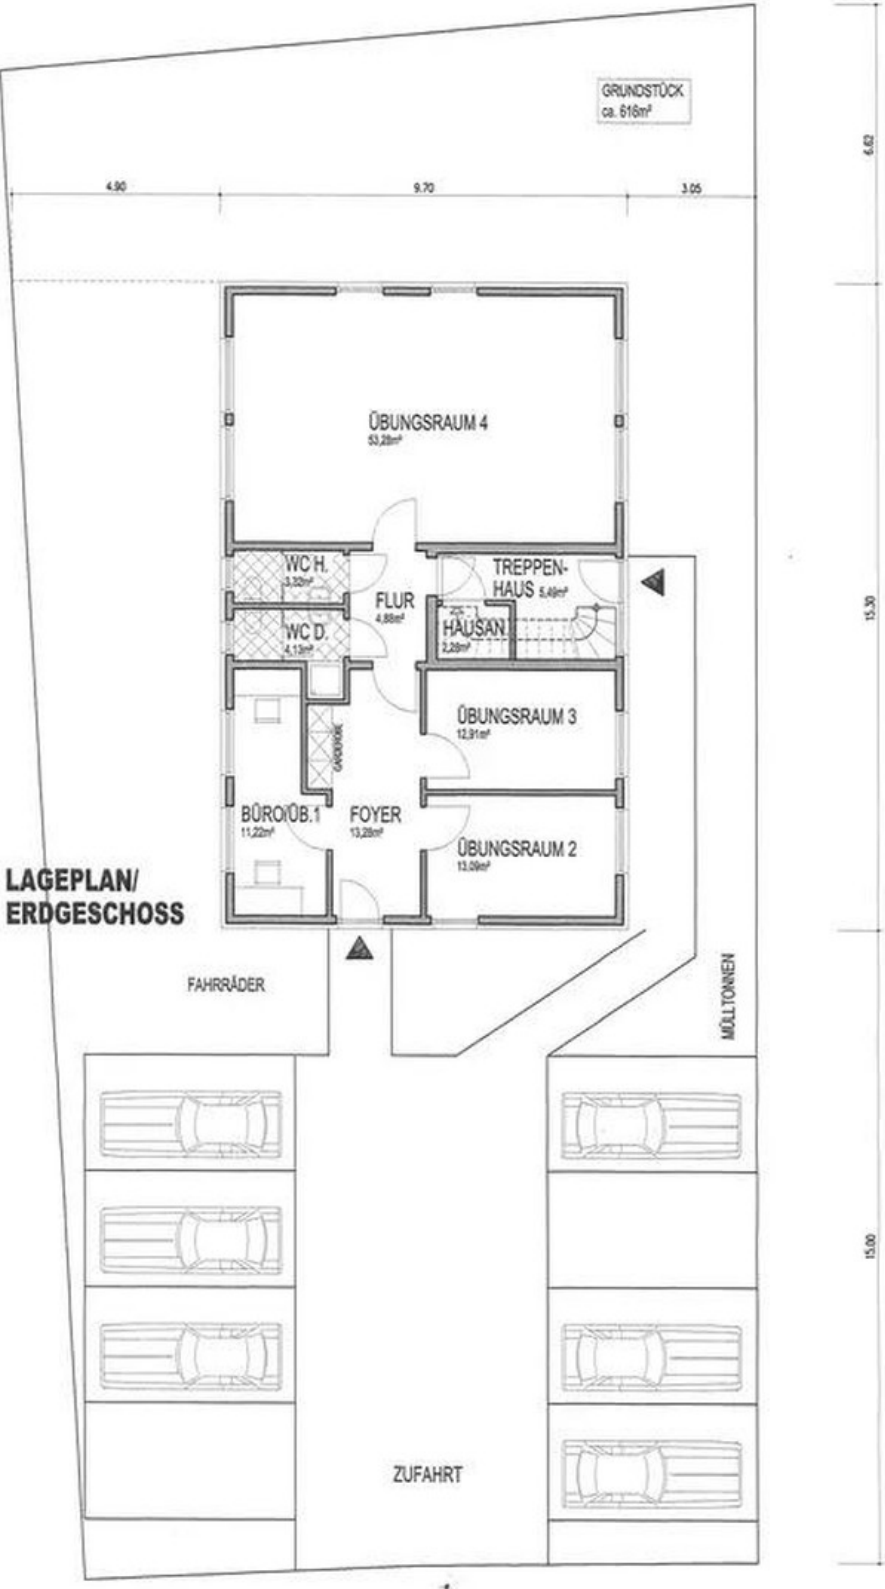 GRUNDSTÜCK
ca. 616m²
6.62
4.90
9.70
3.05
ÜBUNGSRAUM 4
53,28m²
WC H.
3,32m²
TREPPEN-
HAUS 5,49m²
FLUR
4,88m²
HAUSAN.
2,28m²
WC D.
4,13m²
15.30
ÜBUNGSRAUM 3
12,91m²
GARDEROBE
BÜRO/ÜB.1
11,22m²
FOYER
13,28m²
ÜBUNGSRAUM 2
13,09m²
LAGEPLAN/
ERDGESCHOSS
FAHRRÄDER
MÜLLTONNEN
15.00
ZUFAHRT